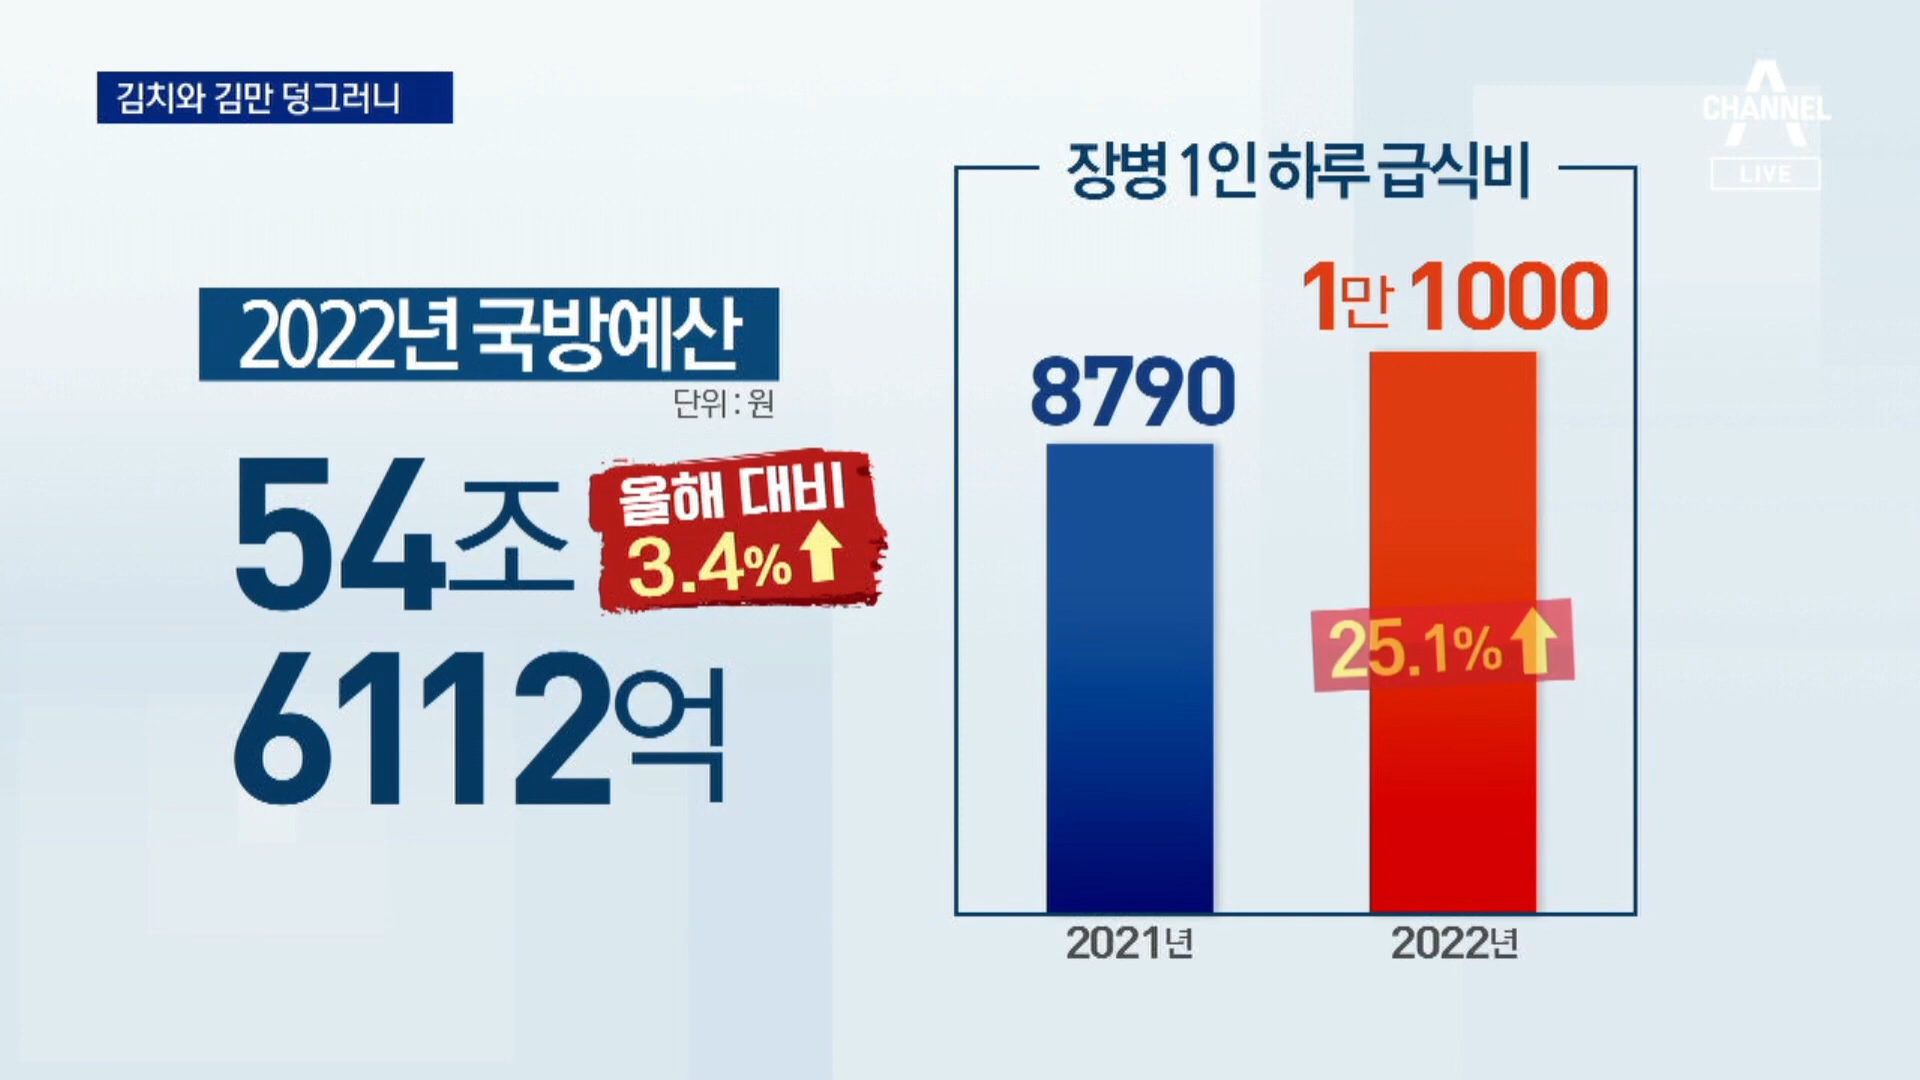 김치와 김만 덩그러니
CHANNEL A
LIVE
2022년 국방예산
단위 : 원
54조
올해 대비
3.4%↑
6112억
장병 1인 하루 급식비
8790
1만 1000
25.1%↑
2021년
2022년